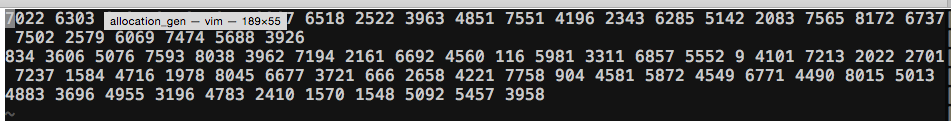 7022 6303 6518 2522 3963 4851 7551 4196 2343 6285 5142 2083 7565 8172 6737
allocation_gen — vim — 189×55
7502 2579 6069 7474 5688 3926
834 3606 5076 7593 8038 3962 7194 2161 6692 4560 116 5981 3311 6857 5552 9 4101 7213 2022 2701
7237 1584 4716 1978 8045 6677 3721 666 2658 4221 7758 904 4581 5872 4549 6771 4490 8015 5013
4883 3696 4955 3196 4783 2410 1570 1548 5092 5457 3958
~